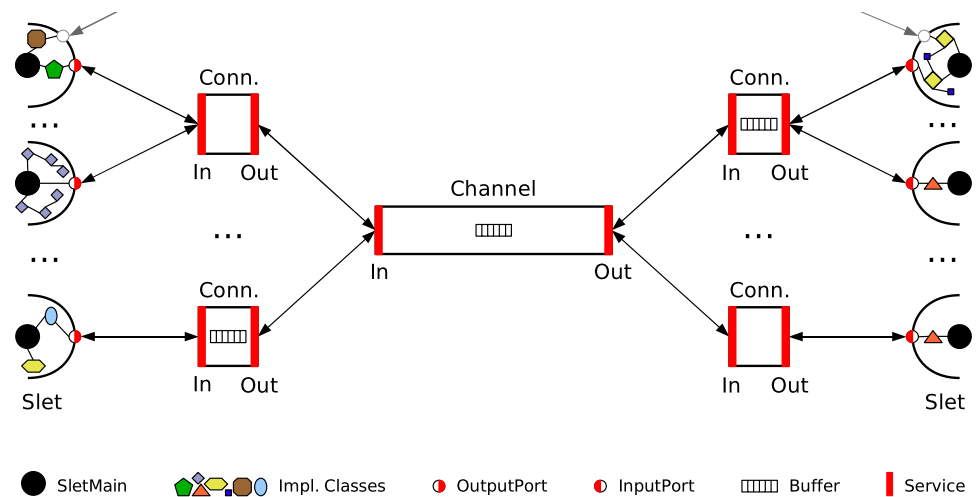 Conn.
Conn.
...
...
In Out
In Out
Channel
...
...
...
...
In
Out
Conn.
Conn.
In Out
In Out
Slet
Slet
SletMain
Impl. Classes
OutputPort
InputPort
Buffer
Service